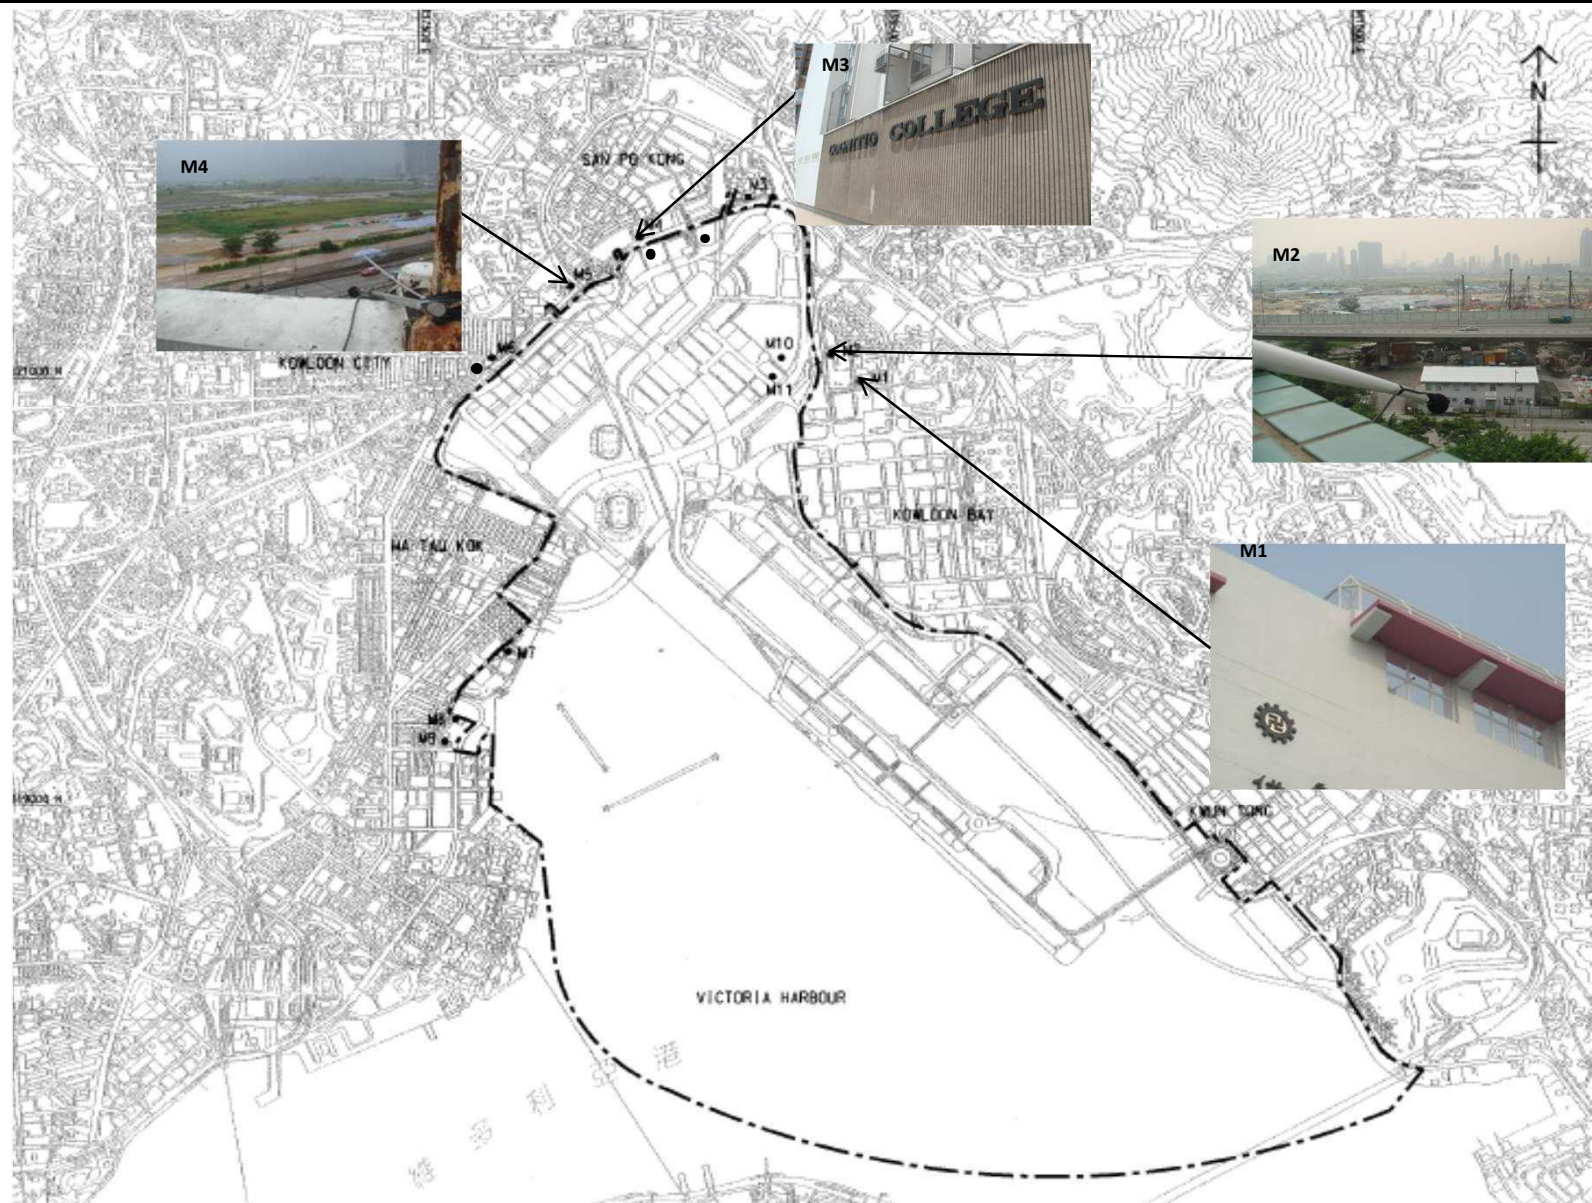 M3
N
COGNITIO COLLEGE
SAN PO KONG
M4
M3
M2
M5
M10
M6
KOWLOON CITY
M2
M11
M1
KOWLOON BAY
MA TAU KOK
M1
M7
M8
M9
KWUN TONG
VICTORIA HARBOUR
維 多 利 亞 港